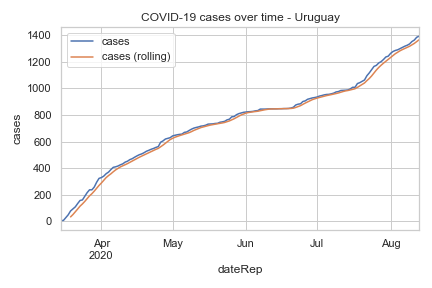 COVID-19 cases over time - Uruguay
cases
cases (rolling)
1400
1200
1000
800
600
400
200
0
cases
Apr
2020
May
Jun
Jul
Aug
dateRep